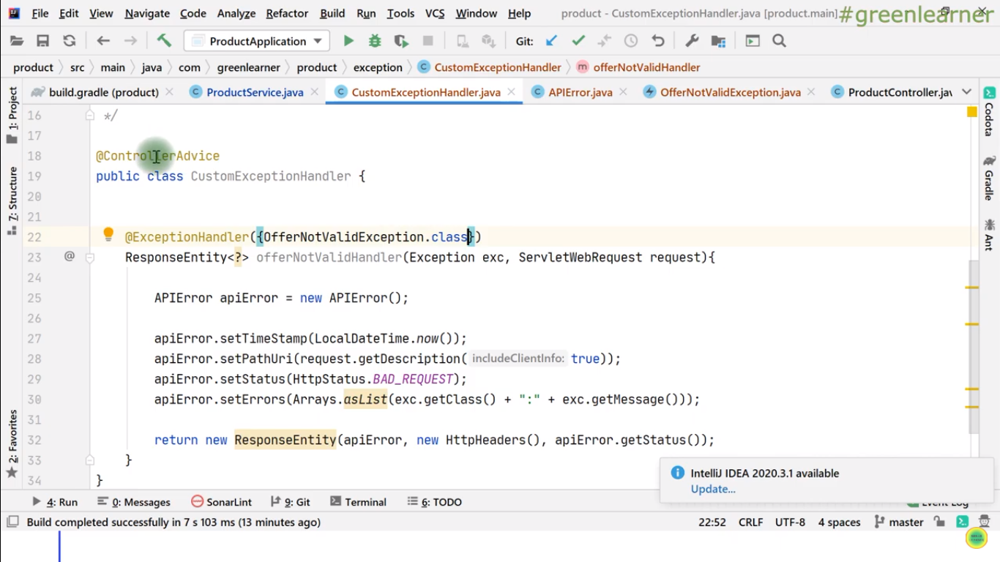 File Edit View Navigate Code Analyze Refactor Build Run Tools VCS Window Help product - CustomExceptionHandler.java [product.main]
#greenlearner
ProductApplication Git:
product src main java com greenlearner product exception CustomExceptionHandler offerNotValidHandler
build.gradle (product) ProductService.java CustomExceptionHandler.java APIError.java OfferNotValidException.java ProductController.jav
1: Project
7: Structure
2: Favorites
16 */
17
18 @ControllerAdvice
19 public class CustomExceptionHandler {
20
21
22 @ExceptionHandler({OfferNotValidException.class})
23 ResponseEntity<?> offerNotValidHandler(Exception exc, ServletWebRequest request){
24
25 APIError apiError = new APIError();
26
27 apiError.setTimeStamp(LocalDateTime.now());
28 apiError.setPathUri(request.getDescription( includeClientInfo: true));
29 apiError.setStatus(HttpStatus.BAD_REQUEST);
30 apiError.setErrors(Arrays.asList(exc.getClass() + ":" + exc.getMessage()));
31
32 return new ResponseEntity(apiError, new HttpHeaders(), apiError.getStatus());
33 }
34 }
Codota
Gradle
Ant
IntelliJ IDEA 2020.3.1 available
Update...
4: Run 0: Messages SonarLint 9: Git Terminal 6: TODO Event Log
Build completed successfully in 7 s 103 ms (13 minutes ago) 22:52 CRLF UTF-8 4 spaces master